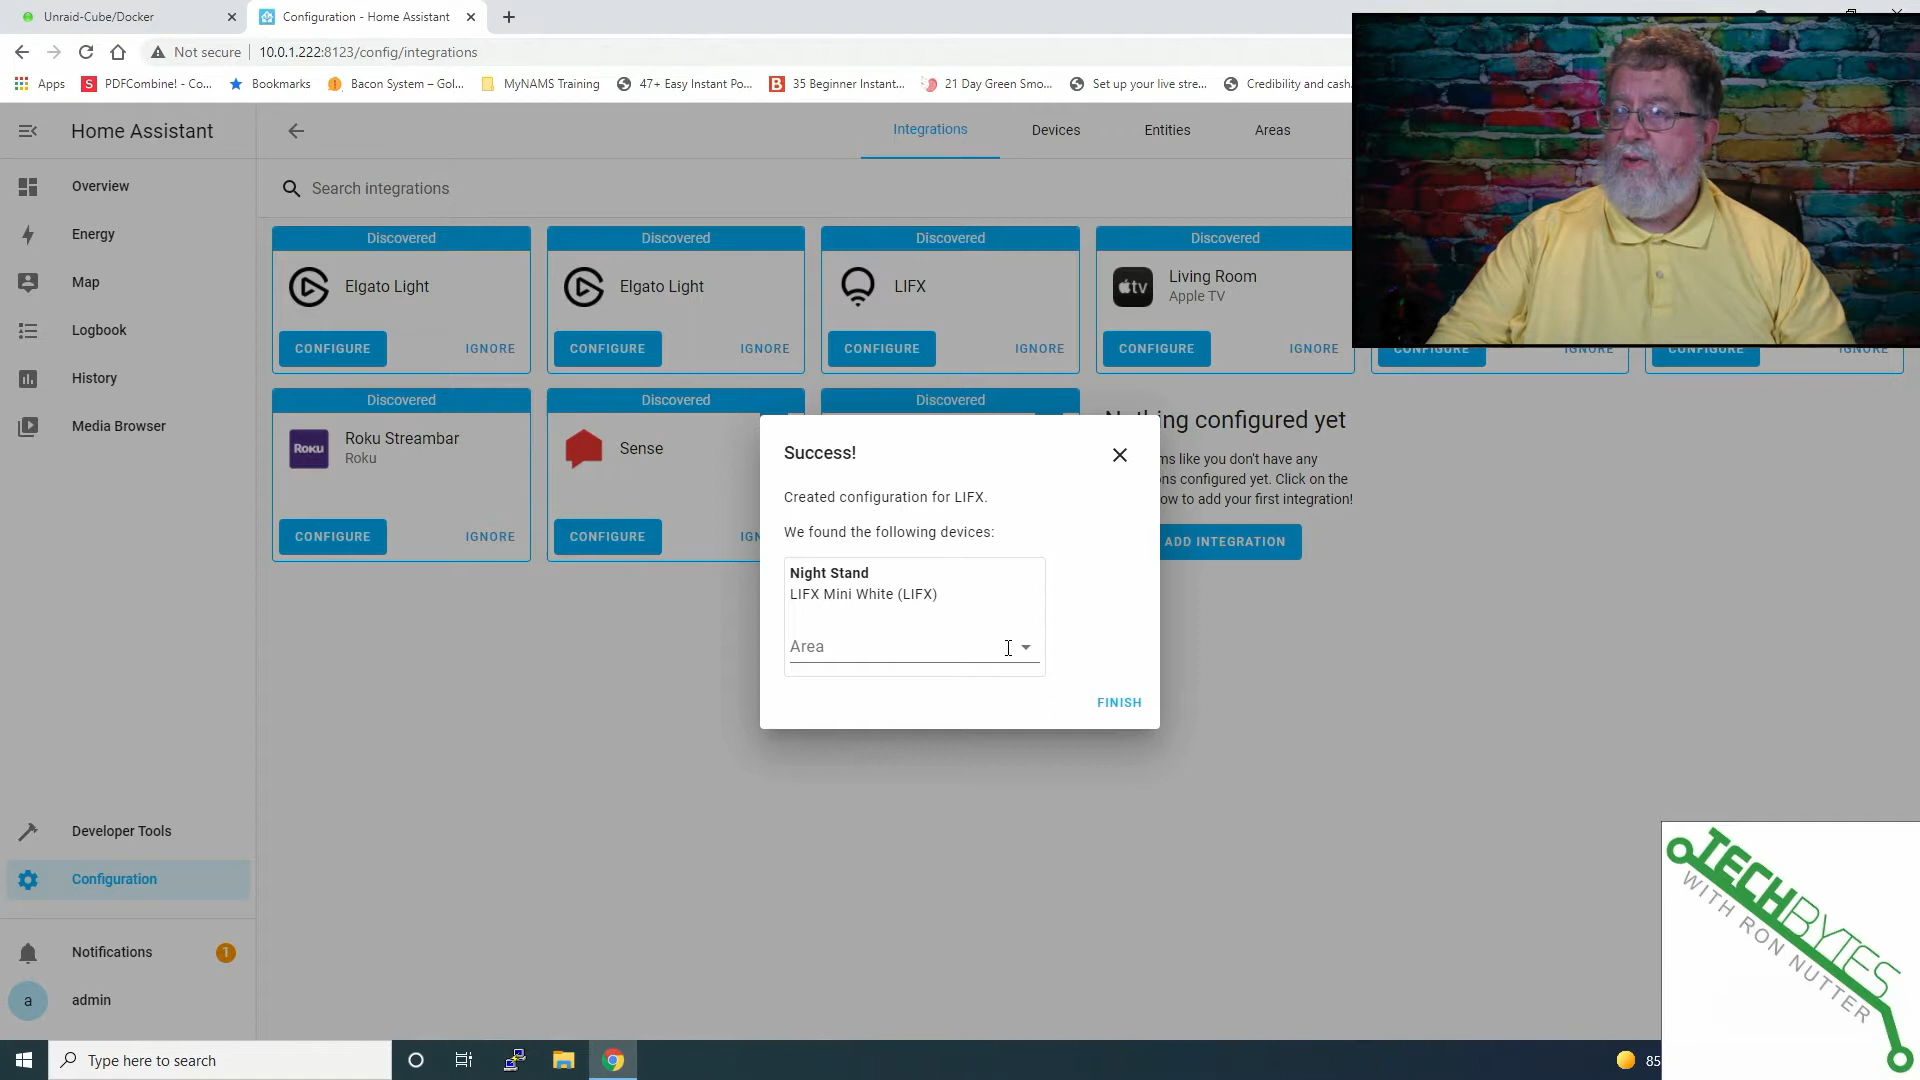 Unraid-Cube/Docker
Configuration - Home Assistant
Not secure
10.0.1.222:8123/config/integrations
Apps
PDFCombine! - Co...
Bookmarks
Bacon System – Gol...
MyNAMS Training
47+ Easy Instant Po...
35 Beginner Instant...
21 Day Green Smo...
Set up your live stre...
Credibility and cash
Home Assistant
Integrations
Devices
Entities
Areas
Overview
Energy
Map
Logbook
History
Media Browser
Developer Tools
Configuration
Notifications
1
a
admin
Search integrations
Discovered
Discovered
Discovered
Discovered
Elgato Light
Elgato Light
LIFX
Living Room
Apple TV
CONFIGURE
IGNORE
CONFIGURE
IGNORE
CONFIGURE
IGNORE
CONFIGURE
IGNORE
CONFIGURE
IGNORE
CONFIGURE
IGNORE
Discovered
Discovered
Discovered
Roku
Roku Streambar
Roku
Sense
CONFIGURE
IGNORE
CONFIGURE
ing configured yet
ms like you don't have any
ons configured yet. Click on the
ow to add your first integration!
ADD INTEGRATION
Success!
Created configuration for LIFX.
We found the following devices:
Night Stand
LIFX Mini White (LIFX)
Area
FINISH
TECHBYTES
WITH RON NUTTER
Type here to search
85